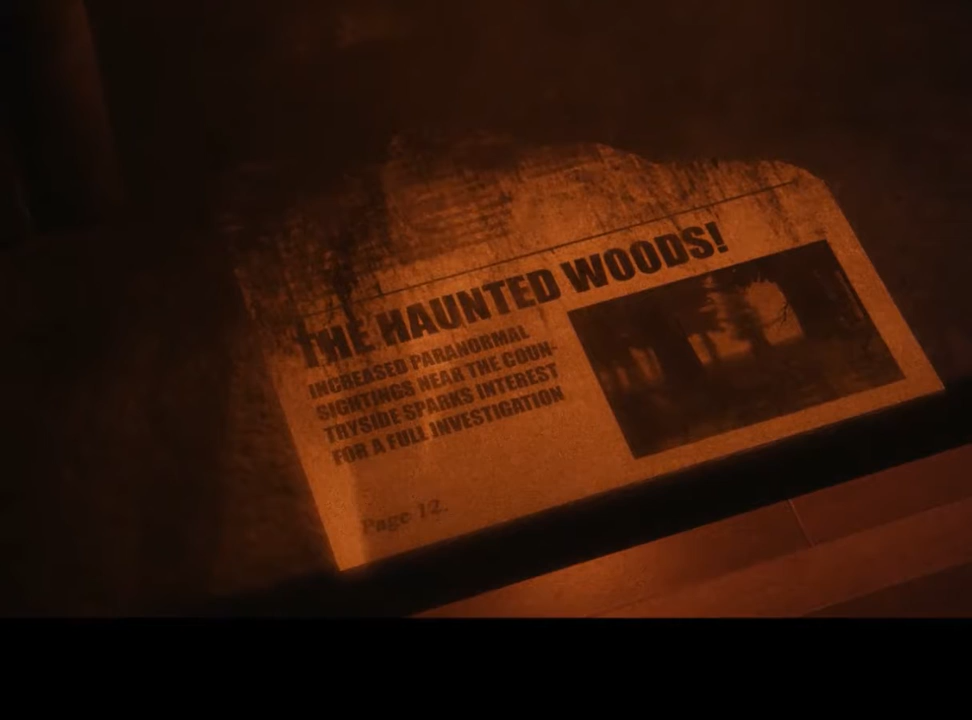 THE HAUNTED WOODS!
INCREASED PARANORMAL
SIGHTINGS NEAR THE COUN-
TRYSIDE SPARKS INTEREST
FOR A FULL INVESTIGATION
Page 12.